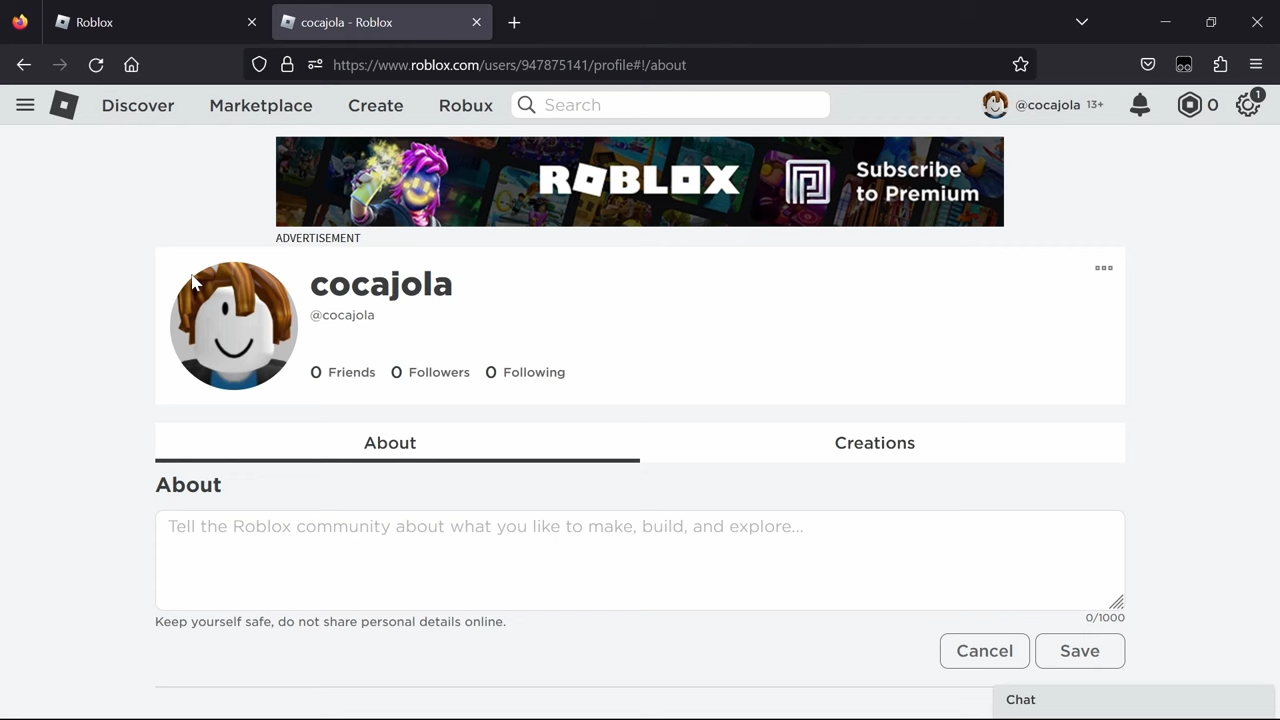 Roblox
cocajola - Roblox
https://www.roblox.com/users/947875141/profile#!/about
Discover
Marketplace
Create
Robux
Search
@cocajola 13+
0
1
ROBLOX
Subscribe
to Premium
ADVERTISEMENT
cocajola
@cocajola
0 Friends 0 Followers 0 Following
About
Creations
About
Tell the Roblox community about what you like to make, build, and explore...
Keep yourself safe, do not share personal details online.
0/1000
Cancel
Save
Chat